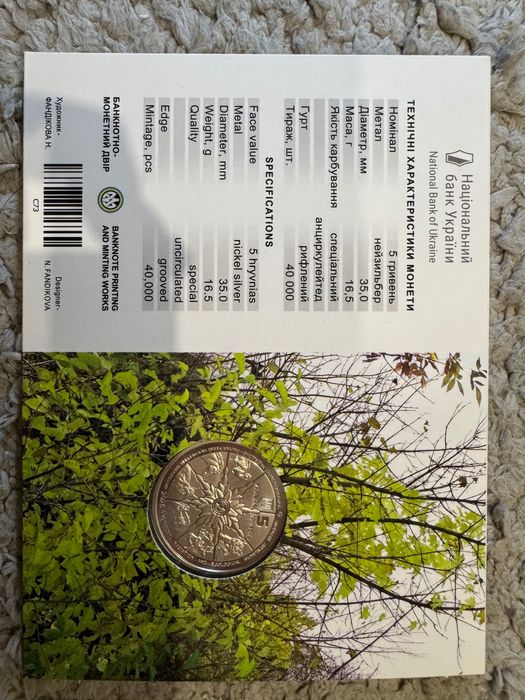 Національний
банк України
National Bank of Ukraine
ТЕХНІЧНІ ХАРАКТЕРИСТИКИ МОНЕТИ
Номінал 5 гривень
Метал нейзильбер
Діаметр, мм 35,0
Маса, г 16,5
Якість карбування спеціальний
анциркулейтед
Гурт рифлений
Тираж, шт. 40 000
SPECIFICATIONS
Face value 5 hryvnias
Metal nickel silver
Diameter, mm 35.0
Weight, g 16.5
Quality special
uncirculated
Edge grooved
Mintage, pcs 40,000
БАНКНОТНО-
МОНЕТНИЙ ДВІР
BANKNOTE PRINTING
AND MINTING WORKS
Художник-
ФАНДІКОВА Н.
C73
Designer-
N. FANDIKOVA
5